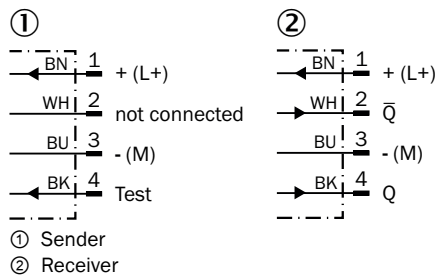 ① ②
BN 1 + (L+)
WH 2 not connected
BU 3 - (M)
BK 4 Test
BN 1 + (L+)
WH 2 Q̅
BU 3 - (M)
BK 4 Q
① Sender
② Receiver